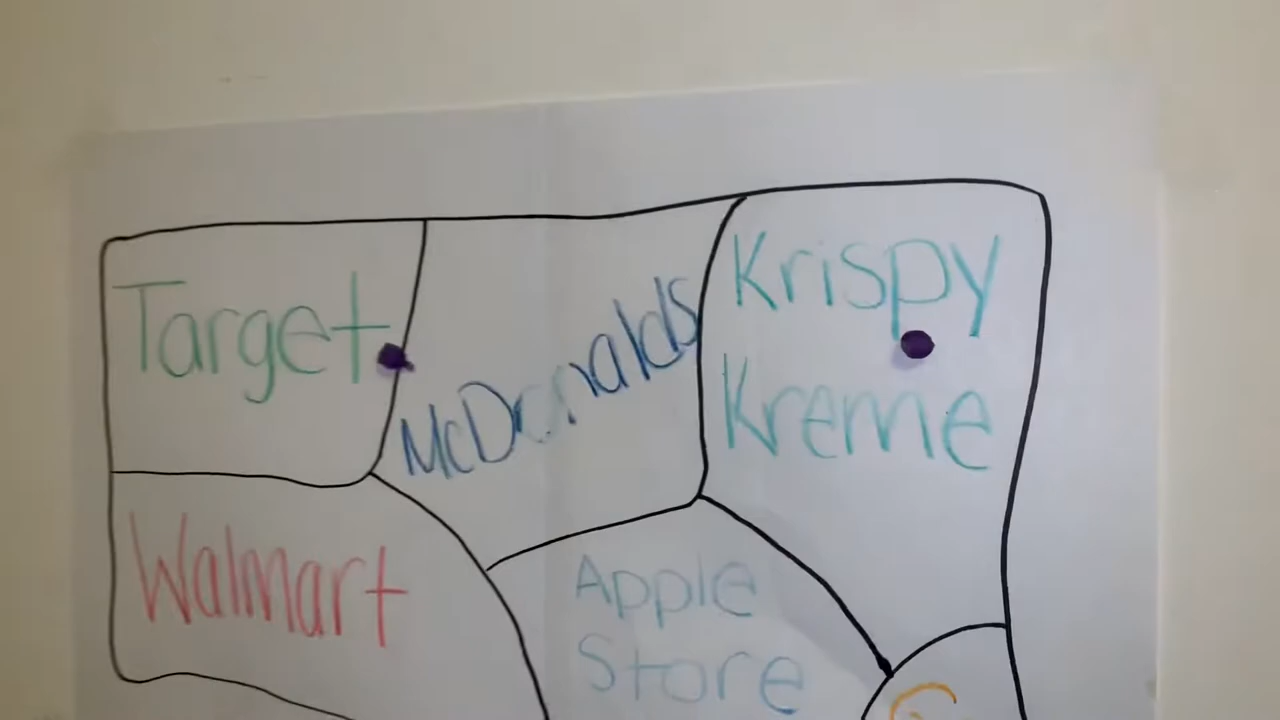 Target
McDonalds
Krispy
Kreme
Walmart
Apple
Store